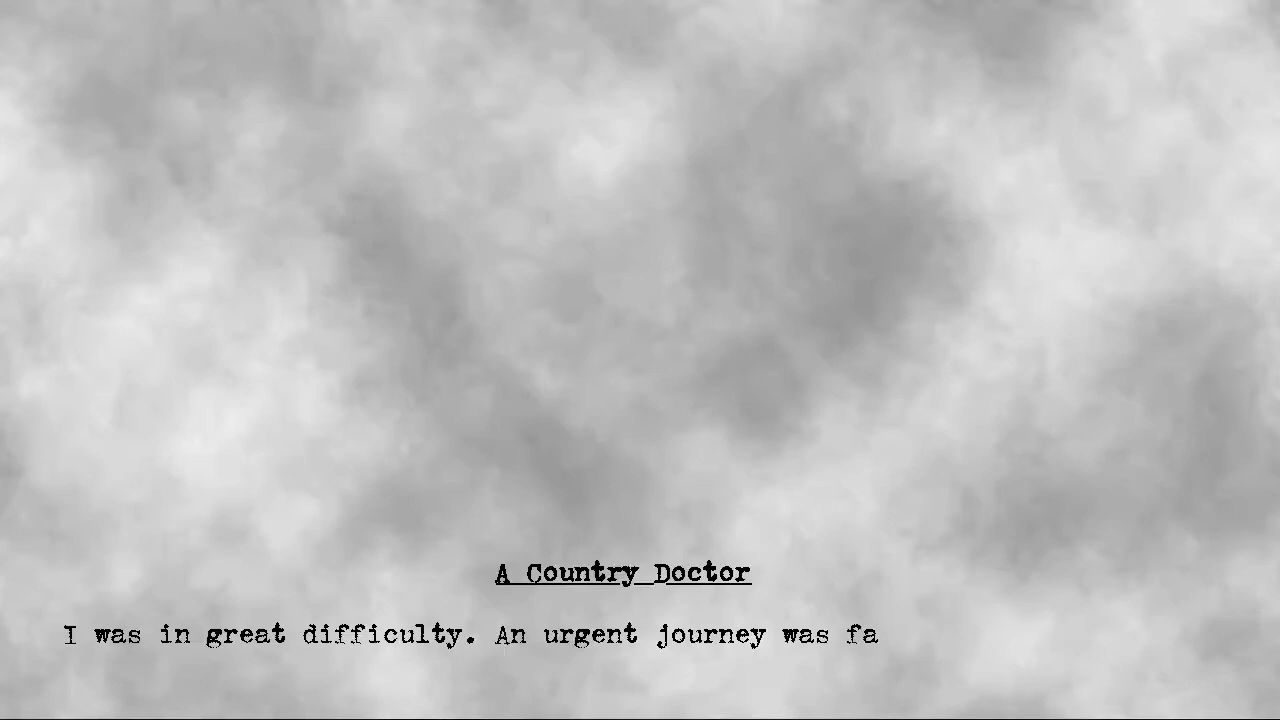 A Country Doctor
I was in great difficulty. An urgent journey was fa